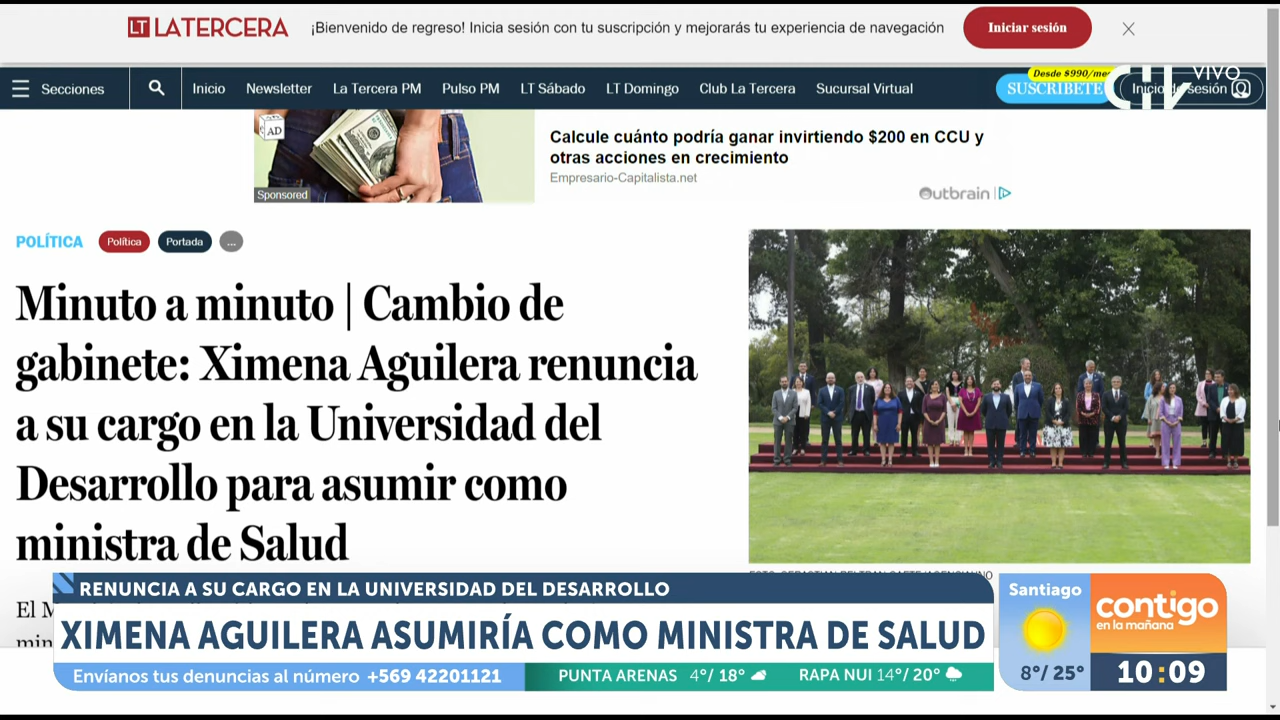 LT LATERCERA
¡Bienvenido de regreso! Inicia sesión con tu suscripción y mejorarás tu experiencia de navegación
Iniciar sesión
Secciones
Inicio
Newsletter
La Tercera PM
Pulso PM
LT Sábado
LT Domingo
Club La Tercera
Sucursal Virtual
Desde $990/mes
SUSCRÍBETE
VIVO
AD
Sponsored
Calcule cuánto podría ganar invirtiendo $200 en CCU y
otras acciones en crecimiento
Empresario-Capitalista.net
Outbrain
POLÍTICA
Política
Portada
...
Minuto a minuto | Cambio de
gabinete: Ximena Aguilera renuncia
a su cargo en la Universidad del
Desarrollo para asumir como
ministra de Salud
El
RENUNCIA A SU CARGO EN LA UNIVERSIDAD DEL DESARROLLO
XIMENA AGUILERA ASUMIRÍA COMO MINISTRA DE SALUD
Envíanos tus denuncias al número +569 42201121
PUNTA ARENAS 4°/ 18°
RAPA NUI 14°/ 20°
Santiago
8°/ 25°
contigo
en la mañana
10:09